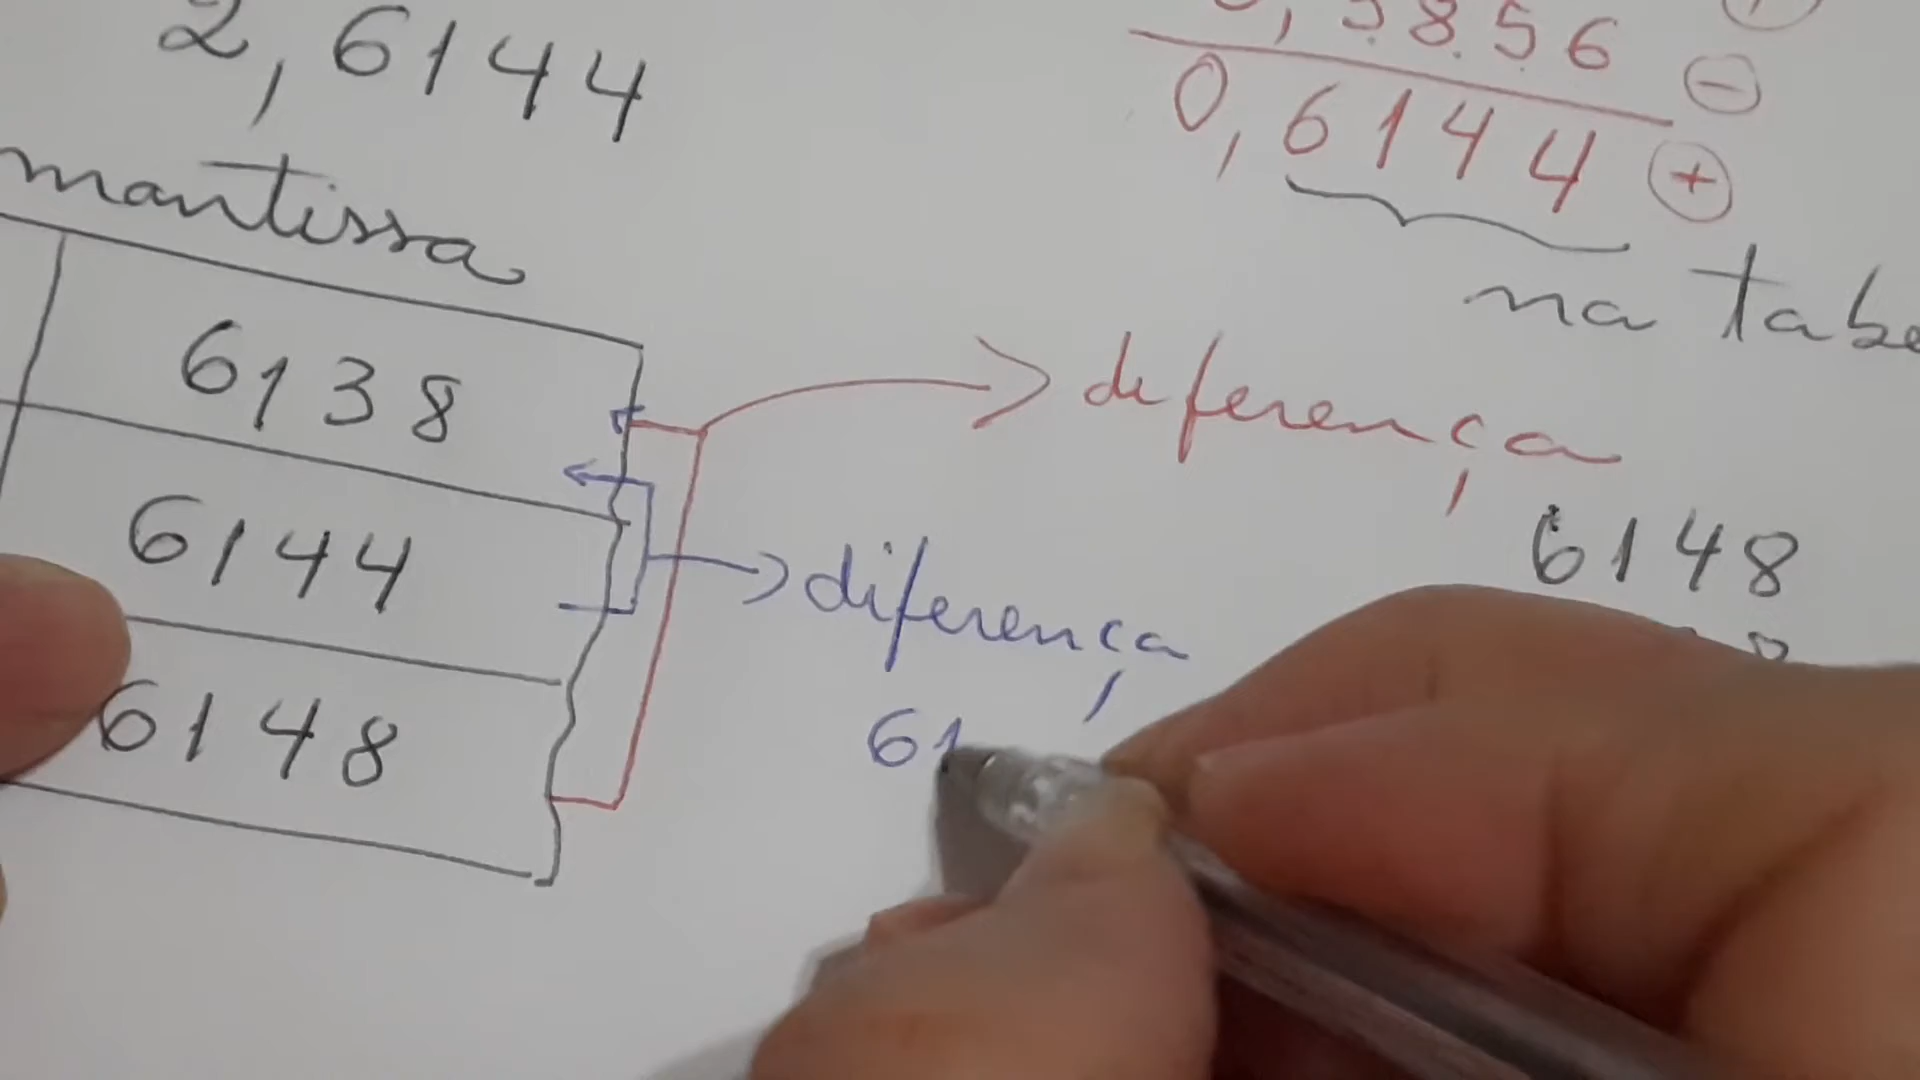 2,6144
,3856 −
0,6144 +
mantissa
na tabe
6138
6144
6148
diferença
6148
diferença
61